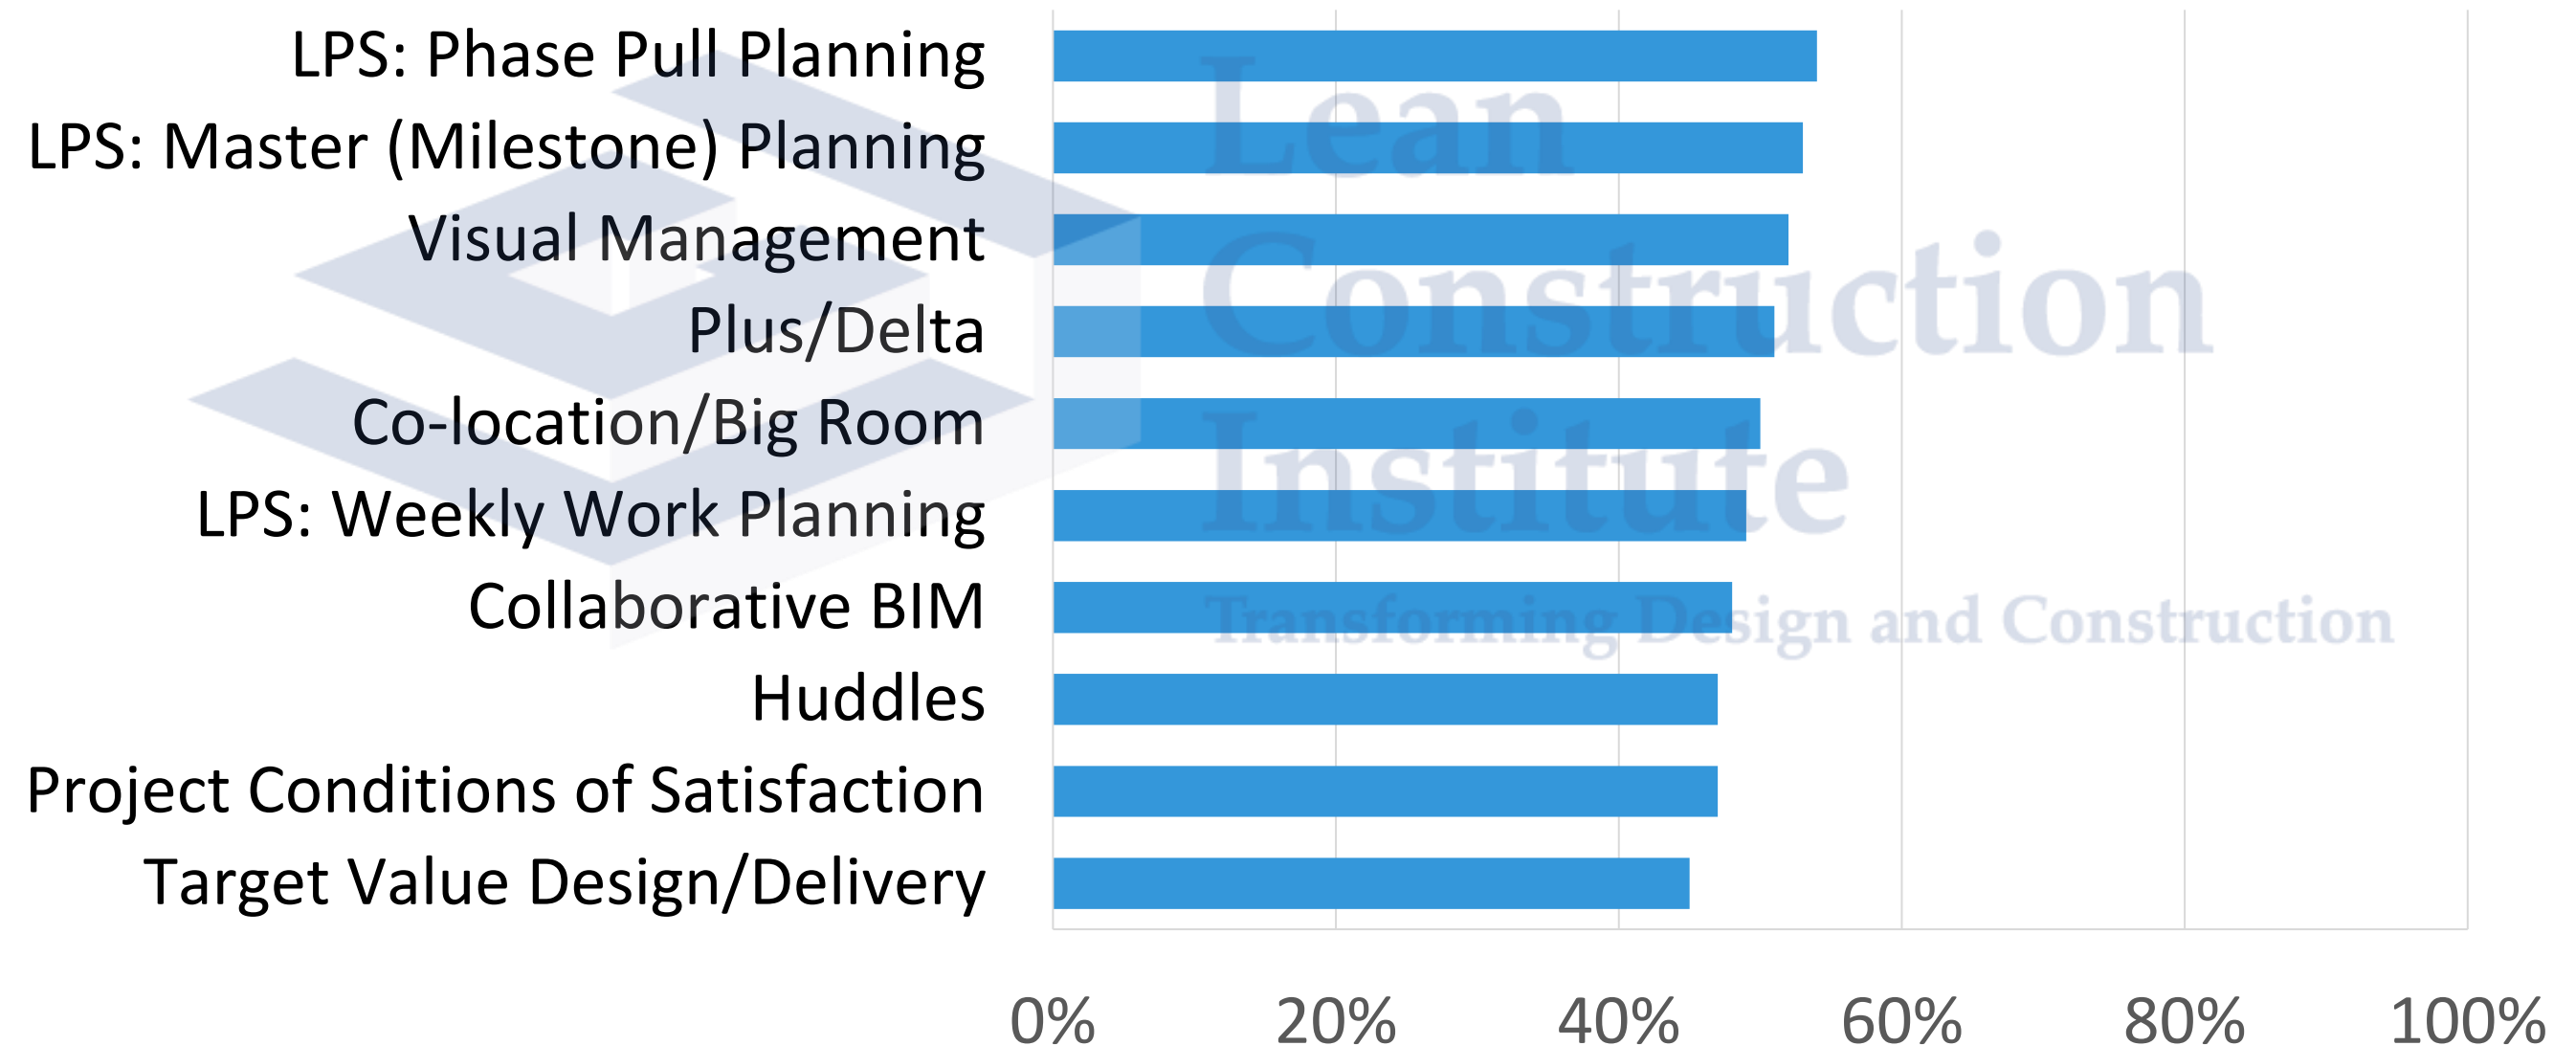 LPS: Phase Pull Planning
LPS: Master (Milestone) Planning
Visual Management
Plus/Delta
Co-location/Big Room
LPS: Weekly Work Planning
Collaborative BIM
Huddles
Project Conditions of Satisfaction
Target Value Design/Delivery
0% 20% 40% 60% 80% 100%
Lean
Construction
Institute
Transforming Design and Construction